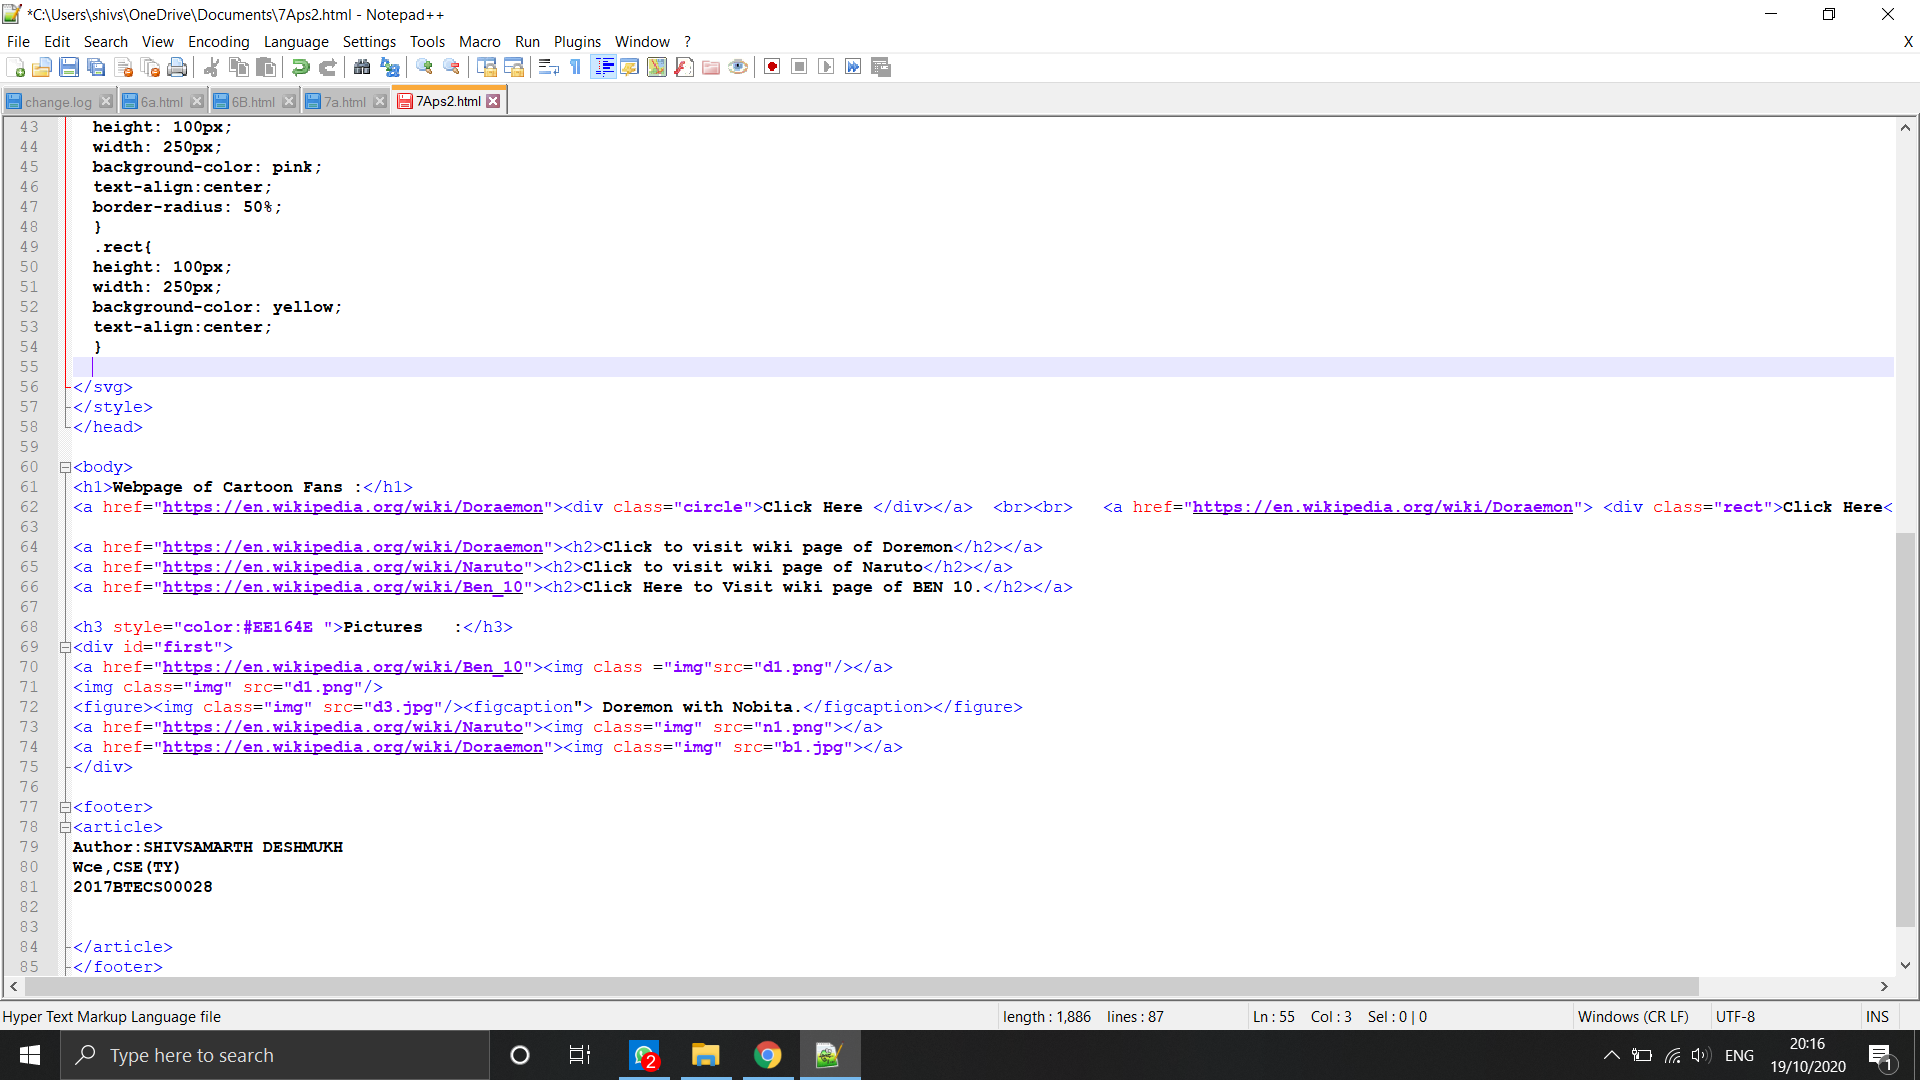 *C:\Users\shivs\OneDrive\Documents\7Aps2.html - Notepad++
File Edit Search View Encoding Language Settings Tools Macro Run Plugins Window ? X
change.log 6a.html 6B.html 7a.html 7Aps2.html
43 height: 100px;
44 width: 250px;
45 background-color: pink;
46 text-align:center;
47 border-radius: 50%;
48 }
49 .rect{
50 height: 100px;
51 width: 250px;
52 background-color: yellow;
53 text-align:center;
54 }
55
56 </svg>
57 </style>
58 </head>
59
60 <body>
61 <h1>Webpage of Cartoon Fans :</h1>
62 <a href="https://en.wikipedia.org/wiki/Doraemon"><div class="circle">Click Here </div></a>  <br><br>   <a href="https://en.wikipedia.org/wiki/Doraemon"> <div class="rect">Click Here<
63
64 <a href="https://en.wikipedia.org/wiki/Doraemon"><h2>Click to visit wiki page of Doremon</h2></a>
65 <a href="https://en.wikipedia.org/wiki/Naruto"><h2>Click to visit wiki page of Naruto</h2></a>
66 <a href="https://en.wikipedia.org/wiki/Ben_10"><h2>Click Here to Visit wiki page of BEN 10.</h2></a>
67
68 <h3 style="color:#EE164E ">Pictures   :</h3>
69 <div id="first">
70 <a href="https://en.wikipedia.org/wiki/Ben_10"><img class ="img"src="d1.png"/></a>
71 <img class="img" src="d1.png"/>
72 <figure><img class="img" src="d3.jpg"/><figcaption"> Doremon with Nobita.</figcaption></figure>
73 <a href="https://en.wikipedia.org/wiki/Naruto"><img class="img" src="n1.png"></a>
74 <a href="https://en.wikipedia.org/wiki/Doraemon"><img class="img" src="b1.jpg"></a>
75 </div>
76
77 <footer>
78 <article>
79 Author:SHIVSAMARTH DESHMUKH
80 Wce,CSE(TY)
81 2017BTECS00028
82
83
84 </article>
85 </footer>
Hyper Text Markup Language file length : 1,886 lines : 87 Ln : 55 Col : 3 Sel : 0 | 0 Windows (CR LF) UTF-8 INS
Type here to search 2 ENG 20:16
19/10/2020 1